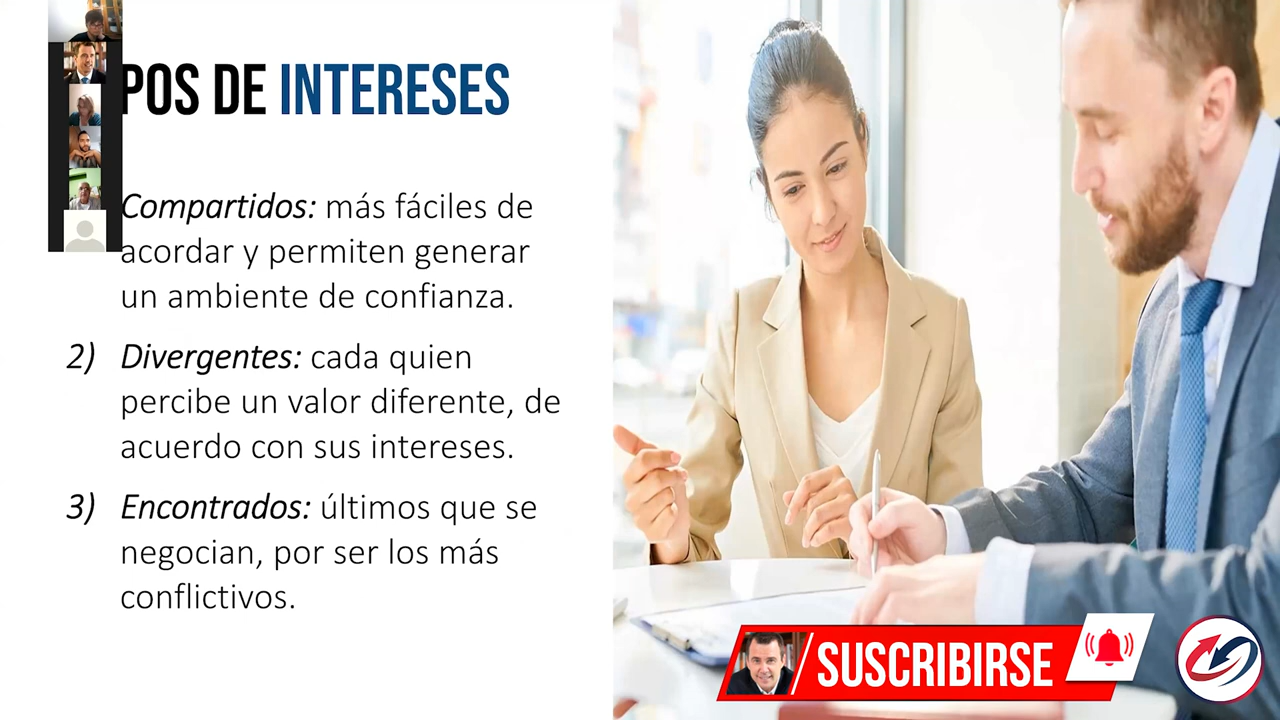 POS DE INTERESES
Compartidos: más fáciles de
acordar y permiten generar
un ambiente de confianza.
2) Divergentes: cada quien
percibe un valor diferente, de
acuerdo con sus intereses.
3) Encontrados: últimos que se
negocian, por ser los más
conflictivos.
SUSCRIBIRSE